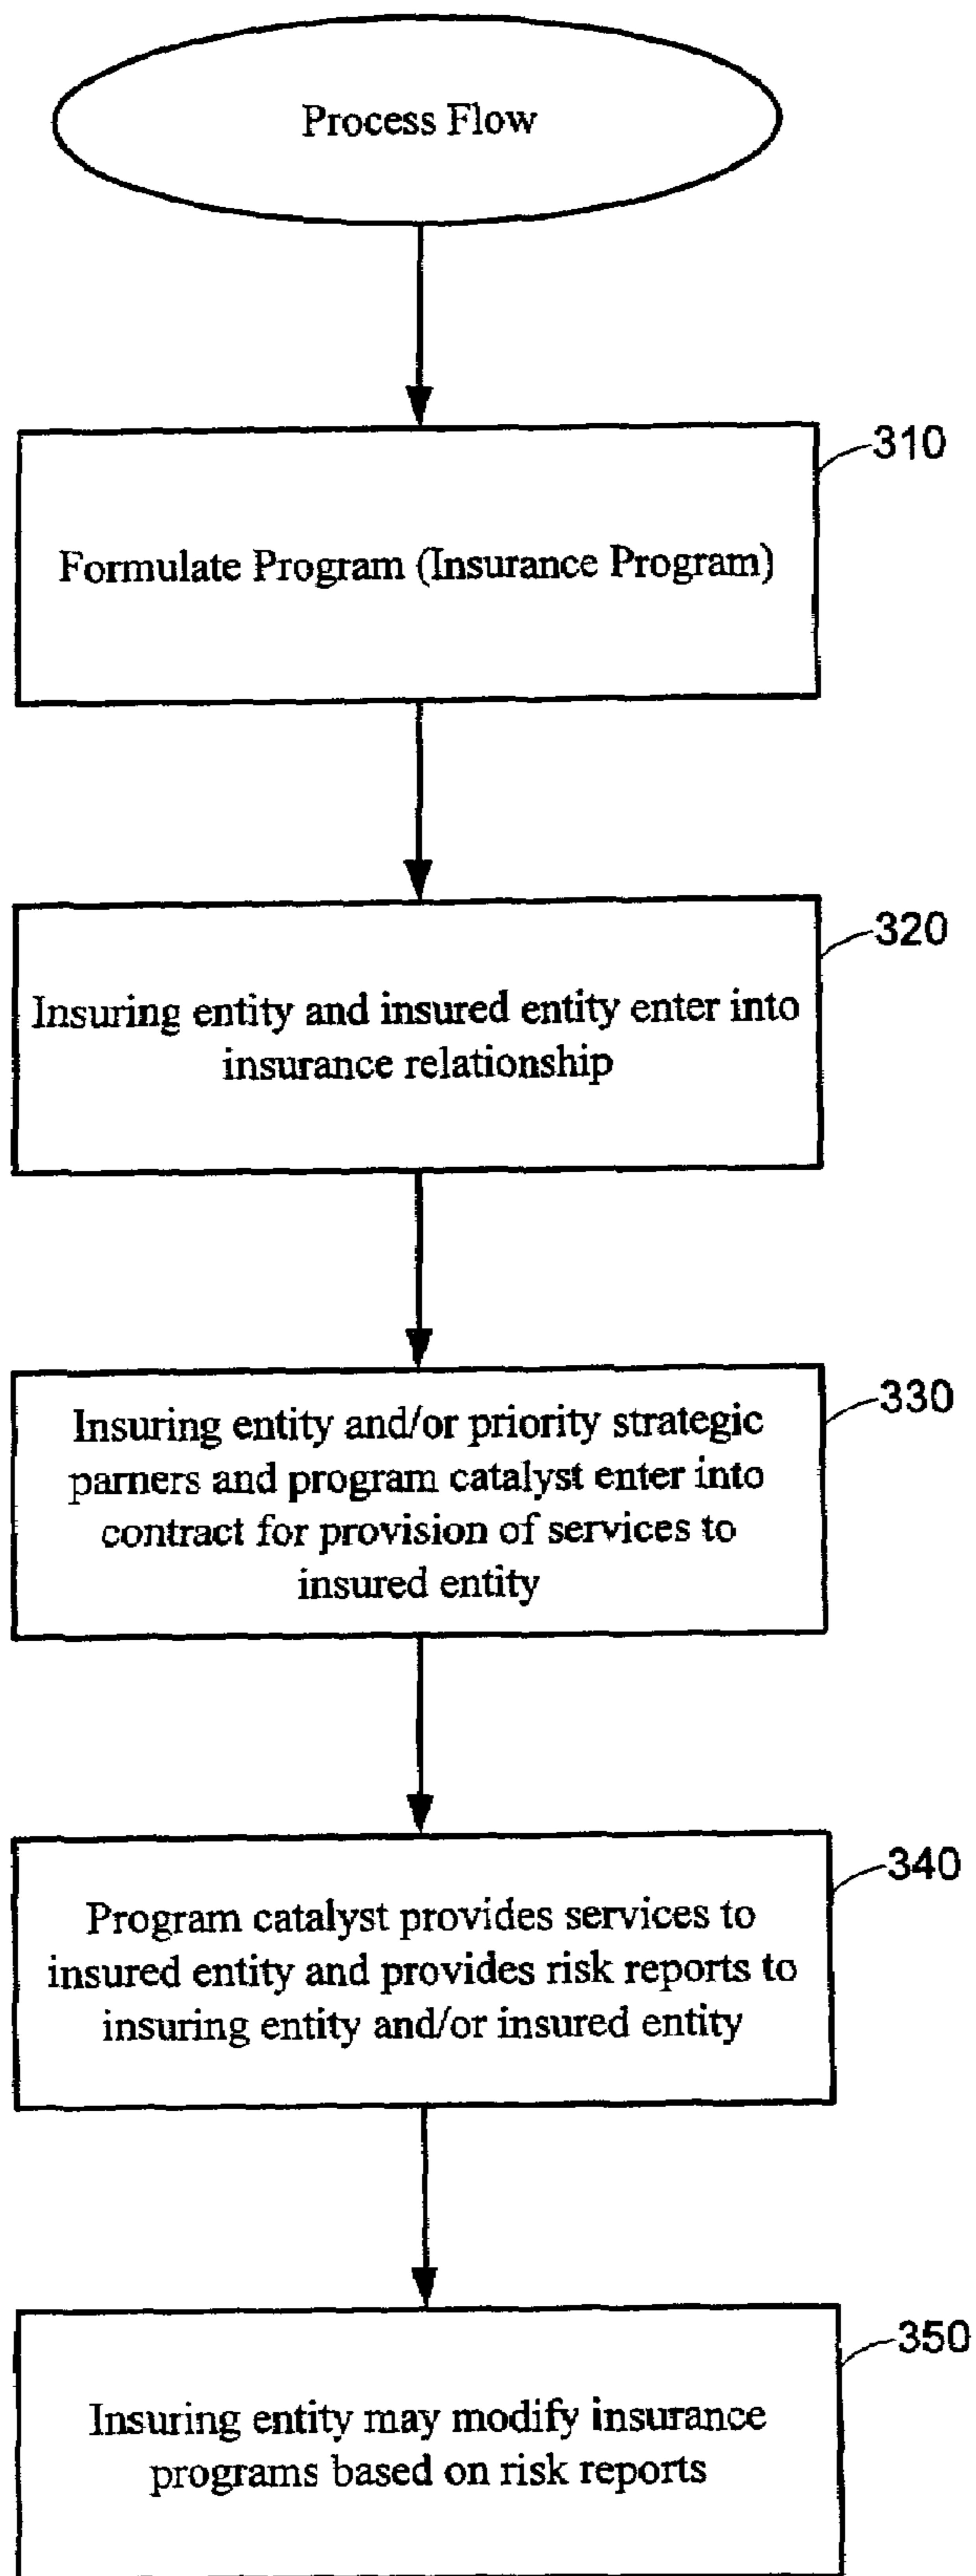 Process Flow
310
Formulate Program (Insurance Program)
320
Insuring entity and insured entity enter into
insurance relationship
330
Insuring entity and/or priority strategic
parners and program catalyst enter into
contract for provision of services to
insured entity
340
Program catalyst provides services to
insured entity and provides risk reports to
insuring entity and/or insured entity
350
Insuring entity may modify insurance
programs based on risk reports